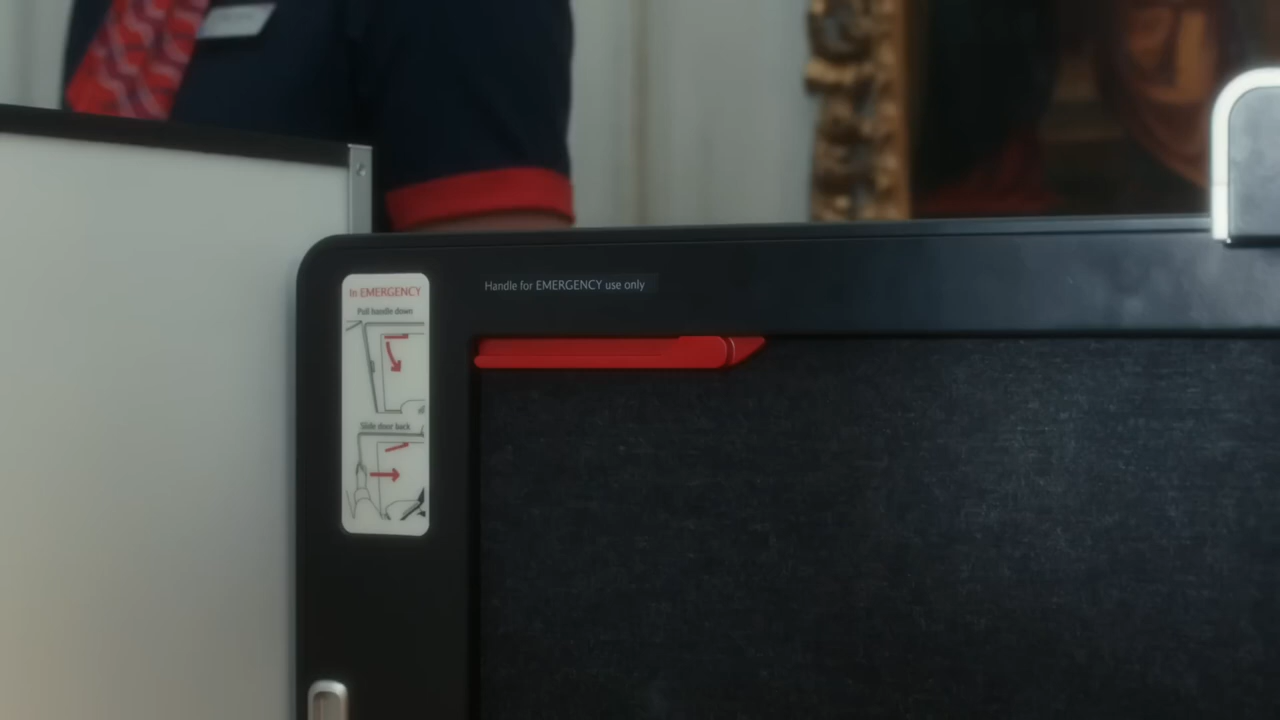 In EMERGENCY
Pull handle down
Slide door back
Handle for EMERGENCY use only